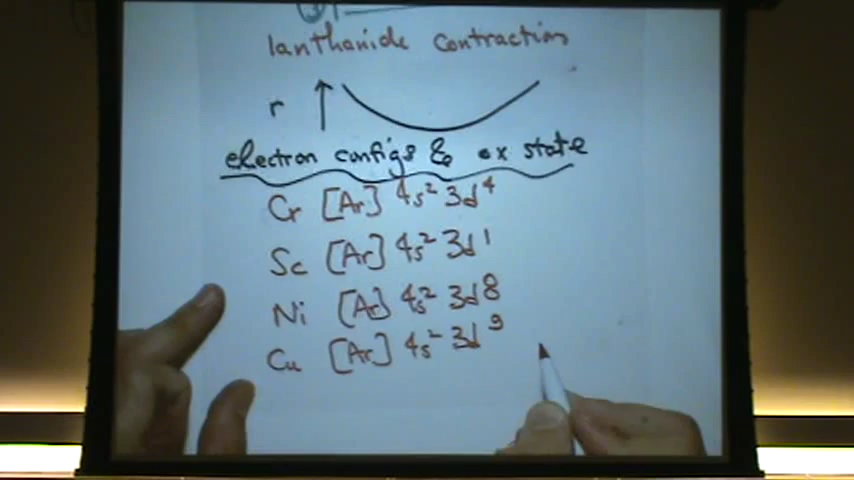 lanthanide contraction
r
electron configs & ox state
Cr [Ar] 4s² 3d⁴
Sc [Ar] 4s² 3d¹
Ni [Ar] 4s² 3d8
Cu [Ar] 4s² 3d⁹